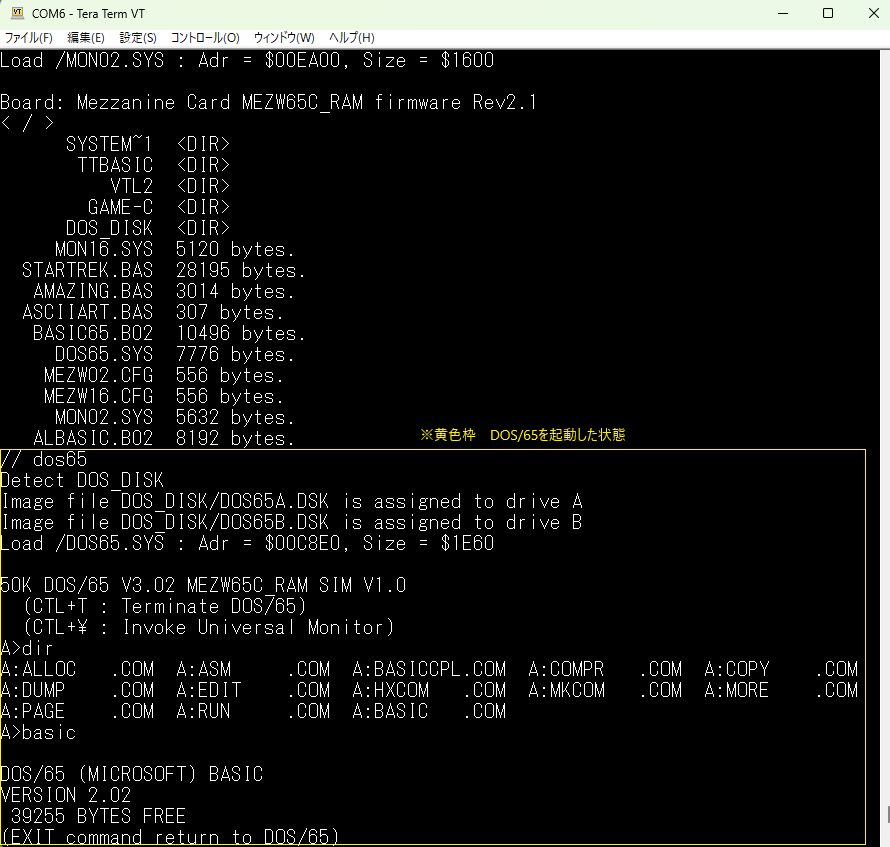 COM6 - Tera Term VT
ファイル(F) 編集(E) 設定(S) コントロール(O) ウィンドウ(W) ヘルプ(H)
Load /MON02.SYS : Adr = $00EA00, Size = $1600
Board: Mezzanine Card MEZW65C_RAM firmware Rev2.1
< / >
SYSTEM~1 <DIR>
TTBASIC <DIR>
VTL2 <DIR>
GAME-C <DIR>
DOS_DISK <DIR>
MON16.SYS 5120 bytes.
STARTREK.BAS 28195 bytes.
AMAZING.BAS 3014 bytes.
ASCIIART.BAS 307 bytes.
BASIC65.B02 10496 bytes.
DOS65.SYS 7776 bytes.
MEZW02.CFG 556 bytes.
MEZW16.CFG 556 bytes.
MON02.SYS 5632 bytes.
ALBASIC.B02 8192 bytes.
※黄色枠 DOS/65を起動した状態
// dos65
Detect DOS_DISK
Image file DOS_DISK/DOS65A.DSK is assigned to drive A
Image file DOS_DISK/DOS65B.DSK is assigned to drive B
Load /DOS65.SYS : Adr = $00C8E0, Size = $1E60
50K DOS/65 V3.02 MEZW65C_RAM SIM V1.0
(CTL+T : Terminate DOS/65)
(CTL+¥ : Invoke Universal Monitor)
A>dir
A:ALLOC .COM A:ASM .COM A:BASICCPL.COM A:COMPR .COM A:COPY .COM
A:DUMP .COM A:EDIT .COM A:HXCOM .COM A:MKCOM .COM A:MORE .COM
A:PAGE .COM A:RUN .COM A:BASIC .COM
A>basic
DOS/65 (MICROSOFT) BASIC
VERSION 2.02
39255 BYTES FREE
(EXIT command return to DOS/65)